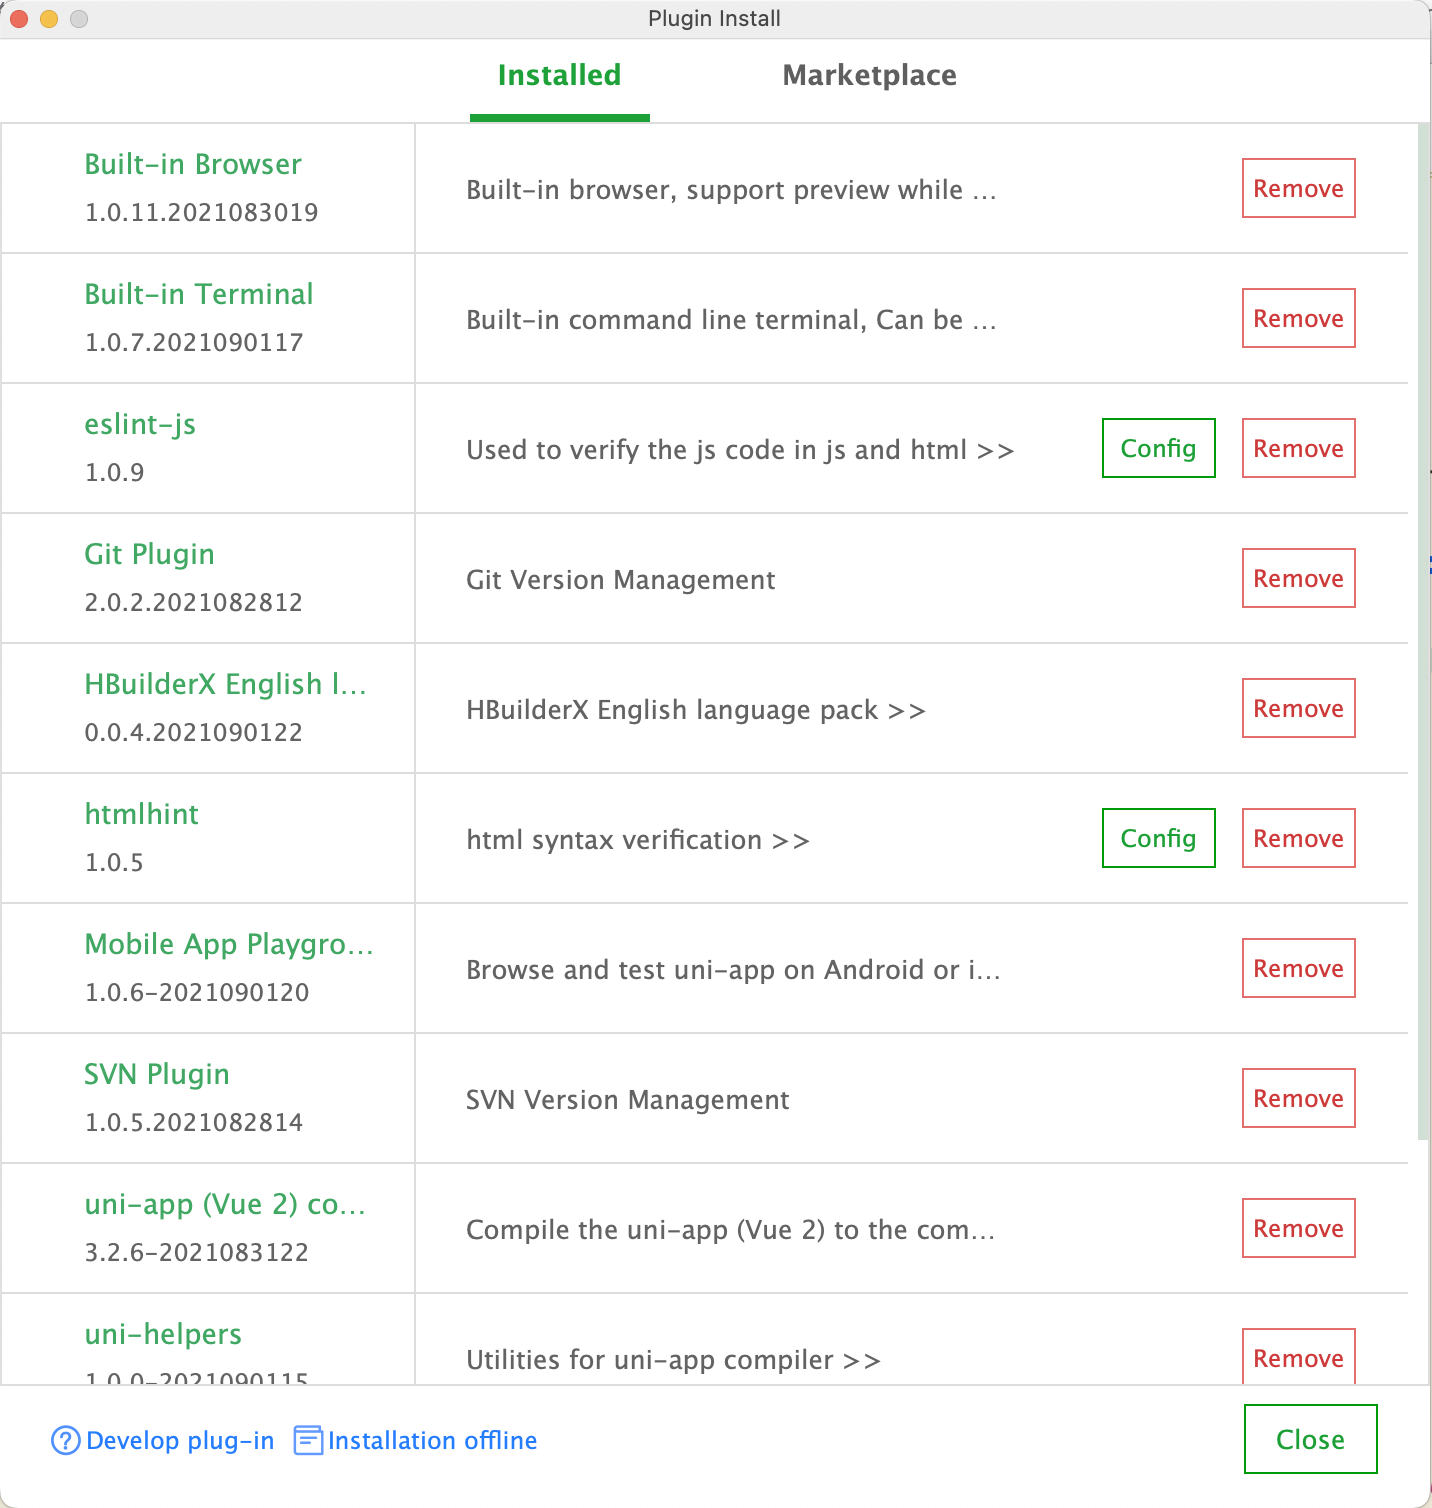 Plugin Install
Installed Marketplace
Built-in Browser
1.0.11.2021083019
Built-in browser, support preview while ...
Remove
Built-in Terminal
1.0.7.2021090117
Built-in command line terminal, Can be ...
Remove
eslint-js
1.0.9
Used to verify the js code in js and html >>
Config Remove
Git Plugin
2.0.2.2021082812
Git Version Management
Remove
HBuilderX English l...
0.0.4.2021090122
HBuilderX English language pack >>
Remove
htmlhint
1.0.5
html syntax verification >>
Config Remove
Mobile App Playgro...
1.0.6-2021090120
Browse and test uni-app on Android or i...
Remove
SVN Plugin
1.0.5.2021082814
SVN Version Management
Remove
uni-app (Vue 2) co...
3.2.6-2021083122
Compile the uni-app (Vue 2) to the com...
Remove
uni-helpers
1.0.0-2021090115
Utilities for uni-app compiler >>
Remove
Develop plug-in Installation offline
Close